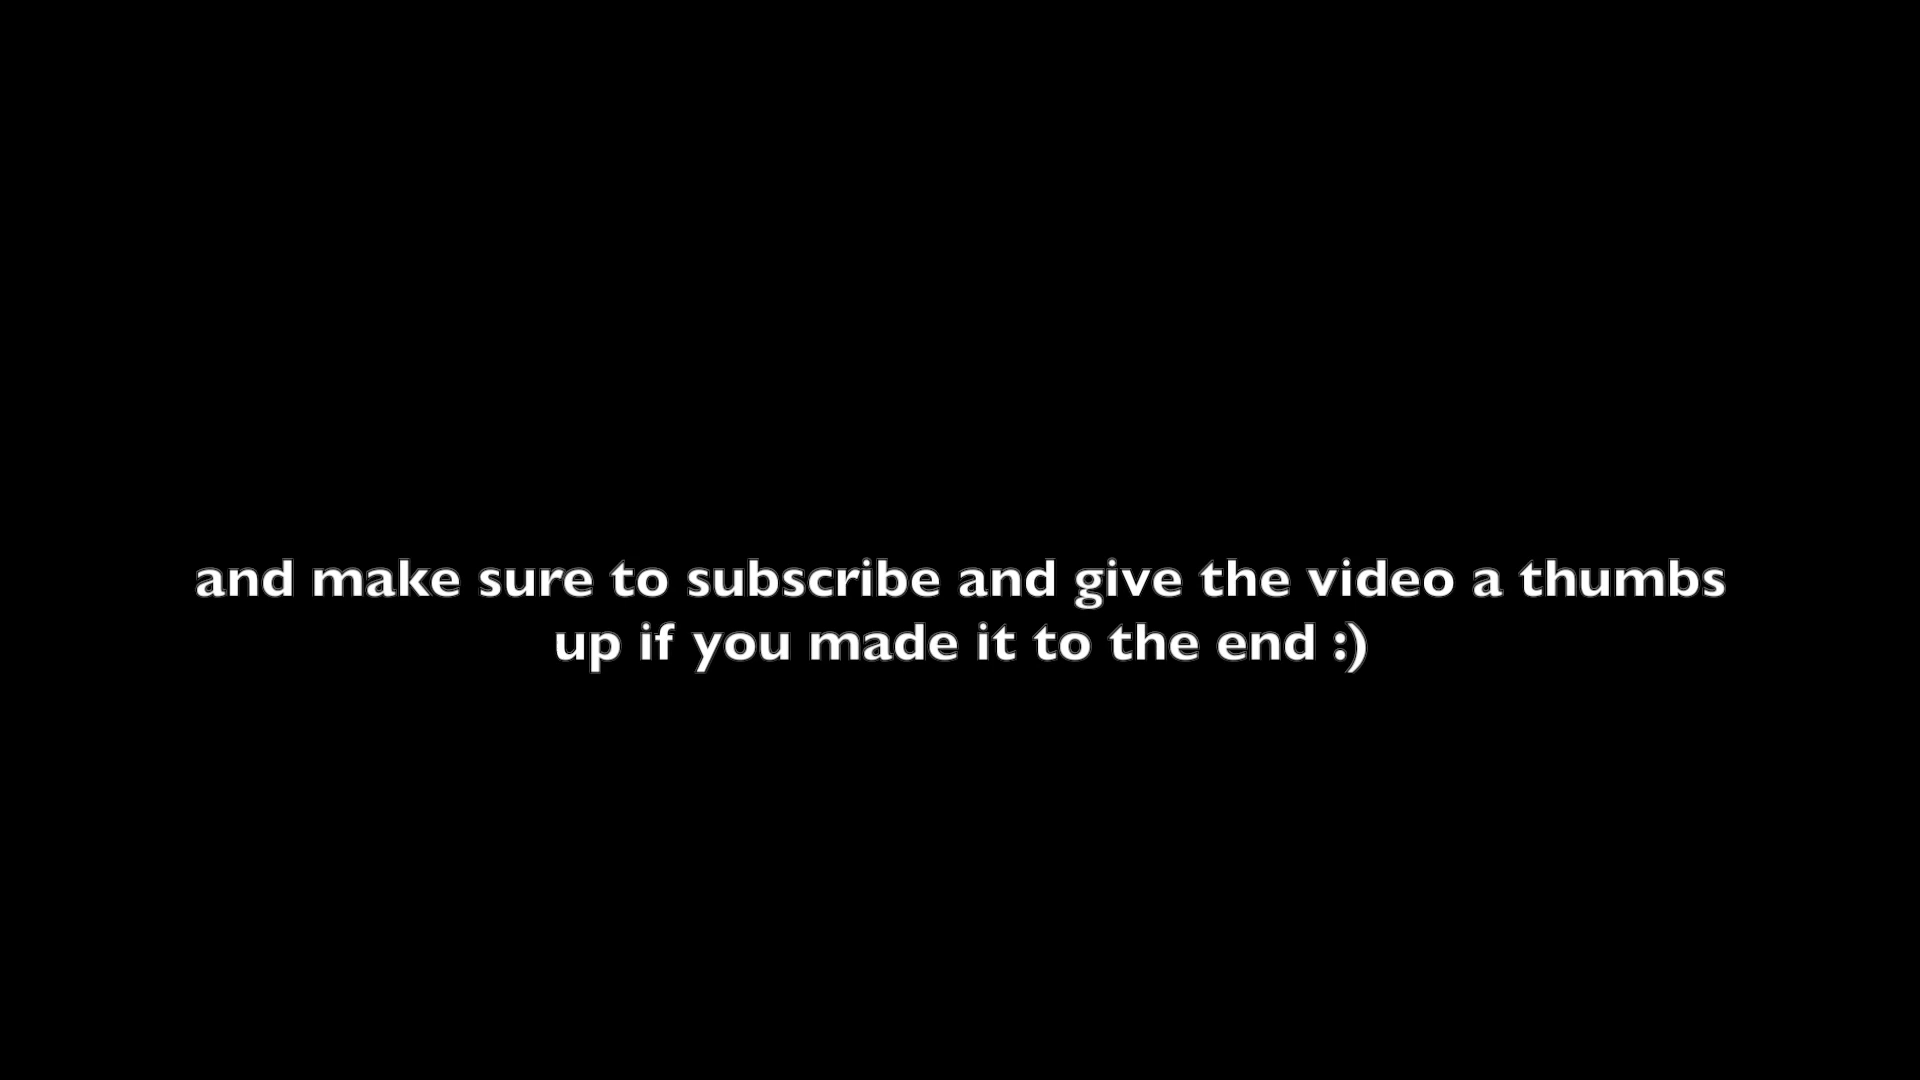 and make sure to subscribe and give the video a thumbs
up if you made it to the end :)